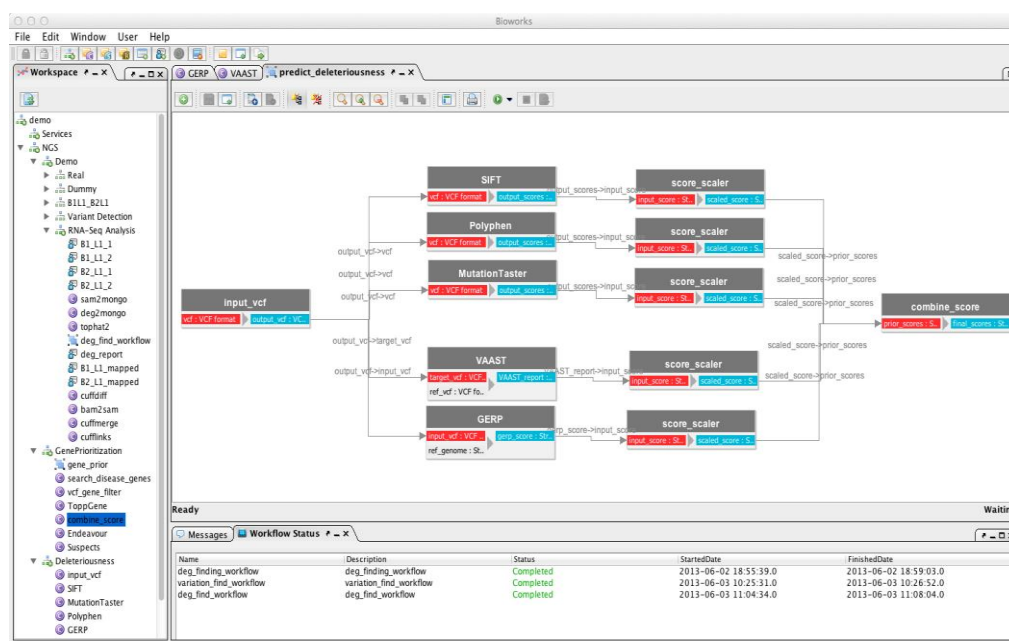 Bioworks
File Edit Window User Help
Workspace
GERP VAAST predict_deleteriousness
demo
Services
NGS
Demo
Real
Dummy
B1L1_B2L1
Variant Detection
RNA-Seq Analysis
B1_L1_1
B1_L1_2
B2_L1_1
B2_L1_2
sam2mongo
deg2mongo
tophat2
deg_find_workflow
deg_report
B1_L1_mapped
B2_L1_mapped
cuffdiff
bam2sam
cuffmerge
cufflinks
GenePrioritization
gene_prior
search_disease_genes
vcf_gene_filter
ToppGene
combine_score
Endeavour
Suspects
Deleteriousness
input_vcf
SIFT
MutationTaster
Polyphen
GERP
input_vcf
vcf : VCF format output_vcf : VC...
output_vcf->vcf
output_vcf->vcf
output_vcf->vcf
output_vcf->target_vcf
output_vcf->input_vcf
SIFT
vcf : VCF format output_scores :...
Polyphen
vcf : VCF format output_scores :...
MutationTaster
vcf : VCF format output_scores :...
VAAST
target_vcf : VCF... VAAST_report :...
ref_vcf : VCF fo...
GERP
input_vcf : VCF ... gerp_score : Str...
ref_genome : St...
score_scaler
input_score : St... scaled_score : S...
score_scaler
input_score : St... scaled_score : S...
score_scaler
input_score : St... scaled_score : S...
score_scaler
input_score : St... scaled_score : S...
score_scaler
input_score : St... scaled_score : S...
scaled_score->prior_scores
scaled_score->prior_scores
scaled_score->prior_scores
scaled_score->prior_scores
combine_score
prior_scores : S... final_scores : St...
Ready
Messages Workflow Status
Name Description Status StartedDate FinishedDate
deg_finding_workflow deg_finding_workflow Completed 2013-06-02 18:55:39.0 2013-06-02 18:59:03.0
variation_find_workflow variation_find_workflow Completed 2013-06-03 10:25:31.0 2013-06-03 10:26:52.0
deg_find_workflow deg_find_workflow Completed 2013-06-03 11:04:34.0 2013-06-03 11:08:04.0